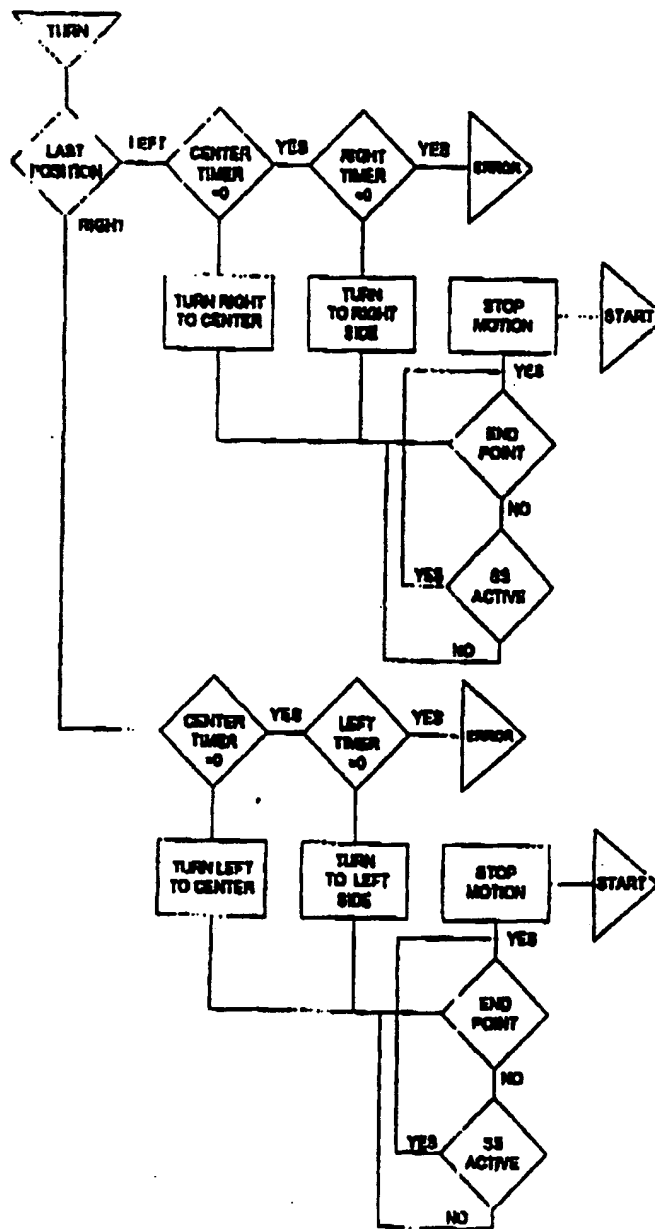 TURN
LAST
POSITION
LEFT
CENTER
TIMER
=0
YES
RIGHT
TIMER
=0
YES
ERROR
RIGHT
TURN RIGHT
TO CENTER
TURN
TO RIGHT
SIDE
STOP
MOTION
START
YES
END
POINT
NO
YES
SS
ACTIVE
NO
CENTER
TIMER
=0
YES
LEFT
TIMER
=0
YES
ERROR
TURN LEFT
TO CENTER
TURN
TO LEFT
SIDE
STOP
MOTION
START
YES
END
POINT
NO
YES
SS
ACTIVE
NO